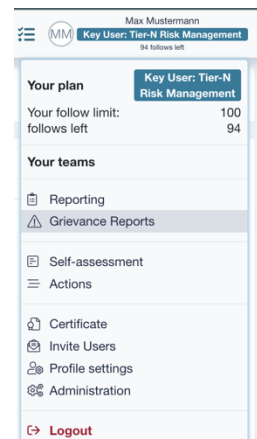 Max Mustermann
MM
Key User: Tier-N Risk Management
94 follows left
Your plan
Key User: Tier-N
Risk Management
Your follow limit: 100
follows left 94
Your teams
Reporting
Grievance Reports
Self-assessment
Actions
Certificate
Invite Users
Profile settings
Administration
Logout